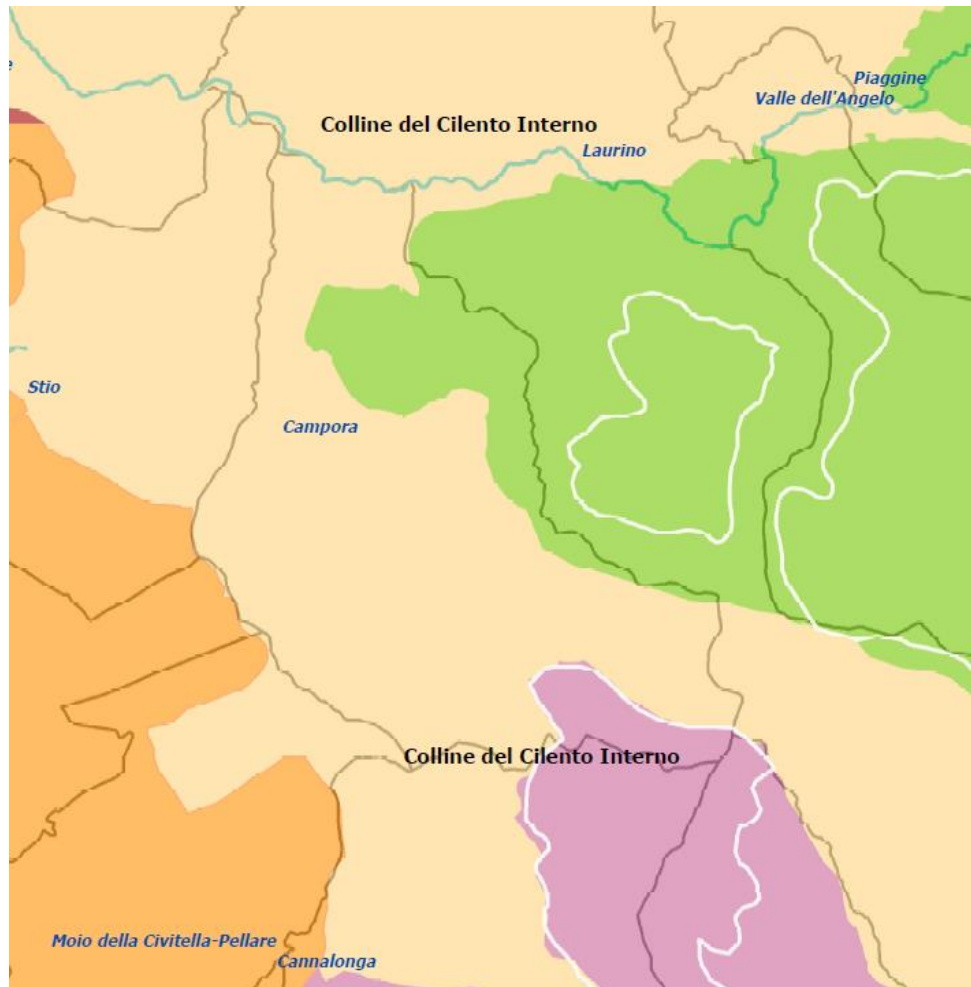 Piaggine
Valle dell'Angelo
Colline del Cilento Interno
Laurino
Stio
Campora
Colline del Cilento Interno
Moio della Civitella-Pellare
Cannalonga